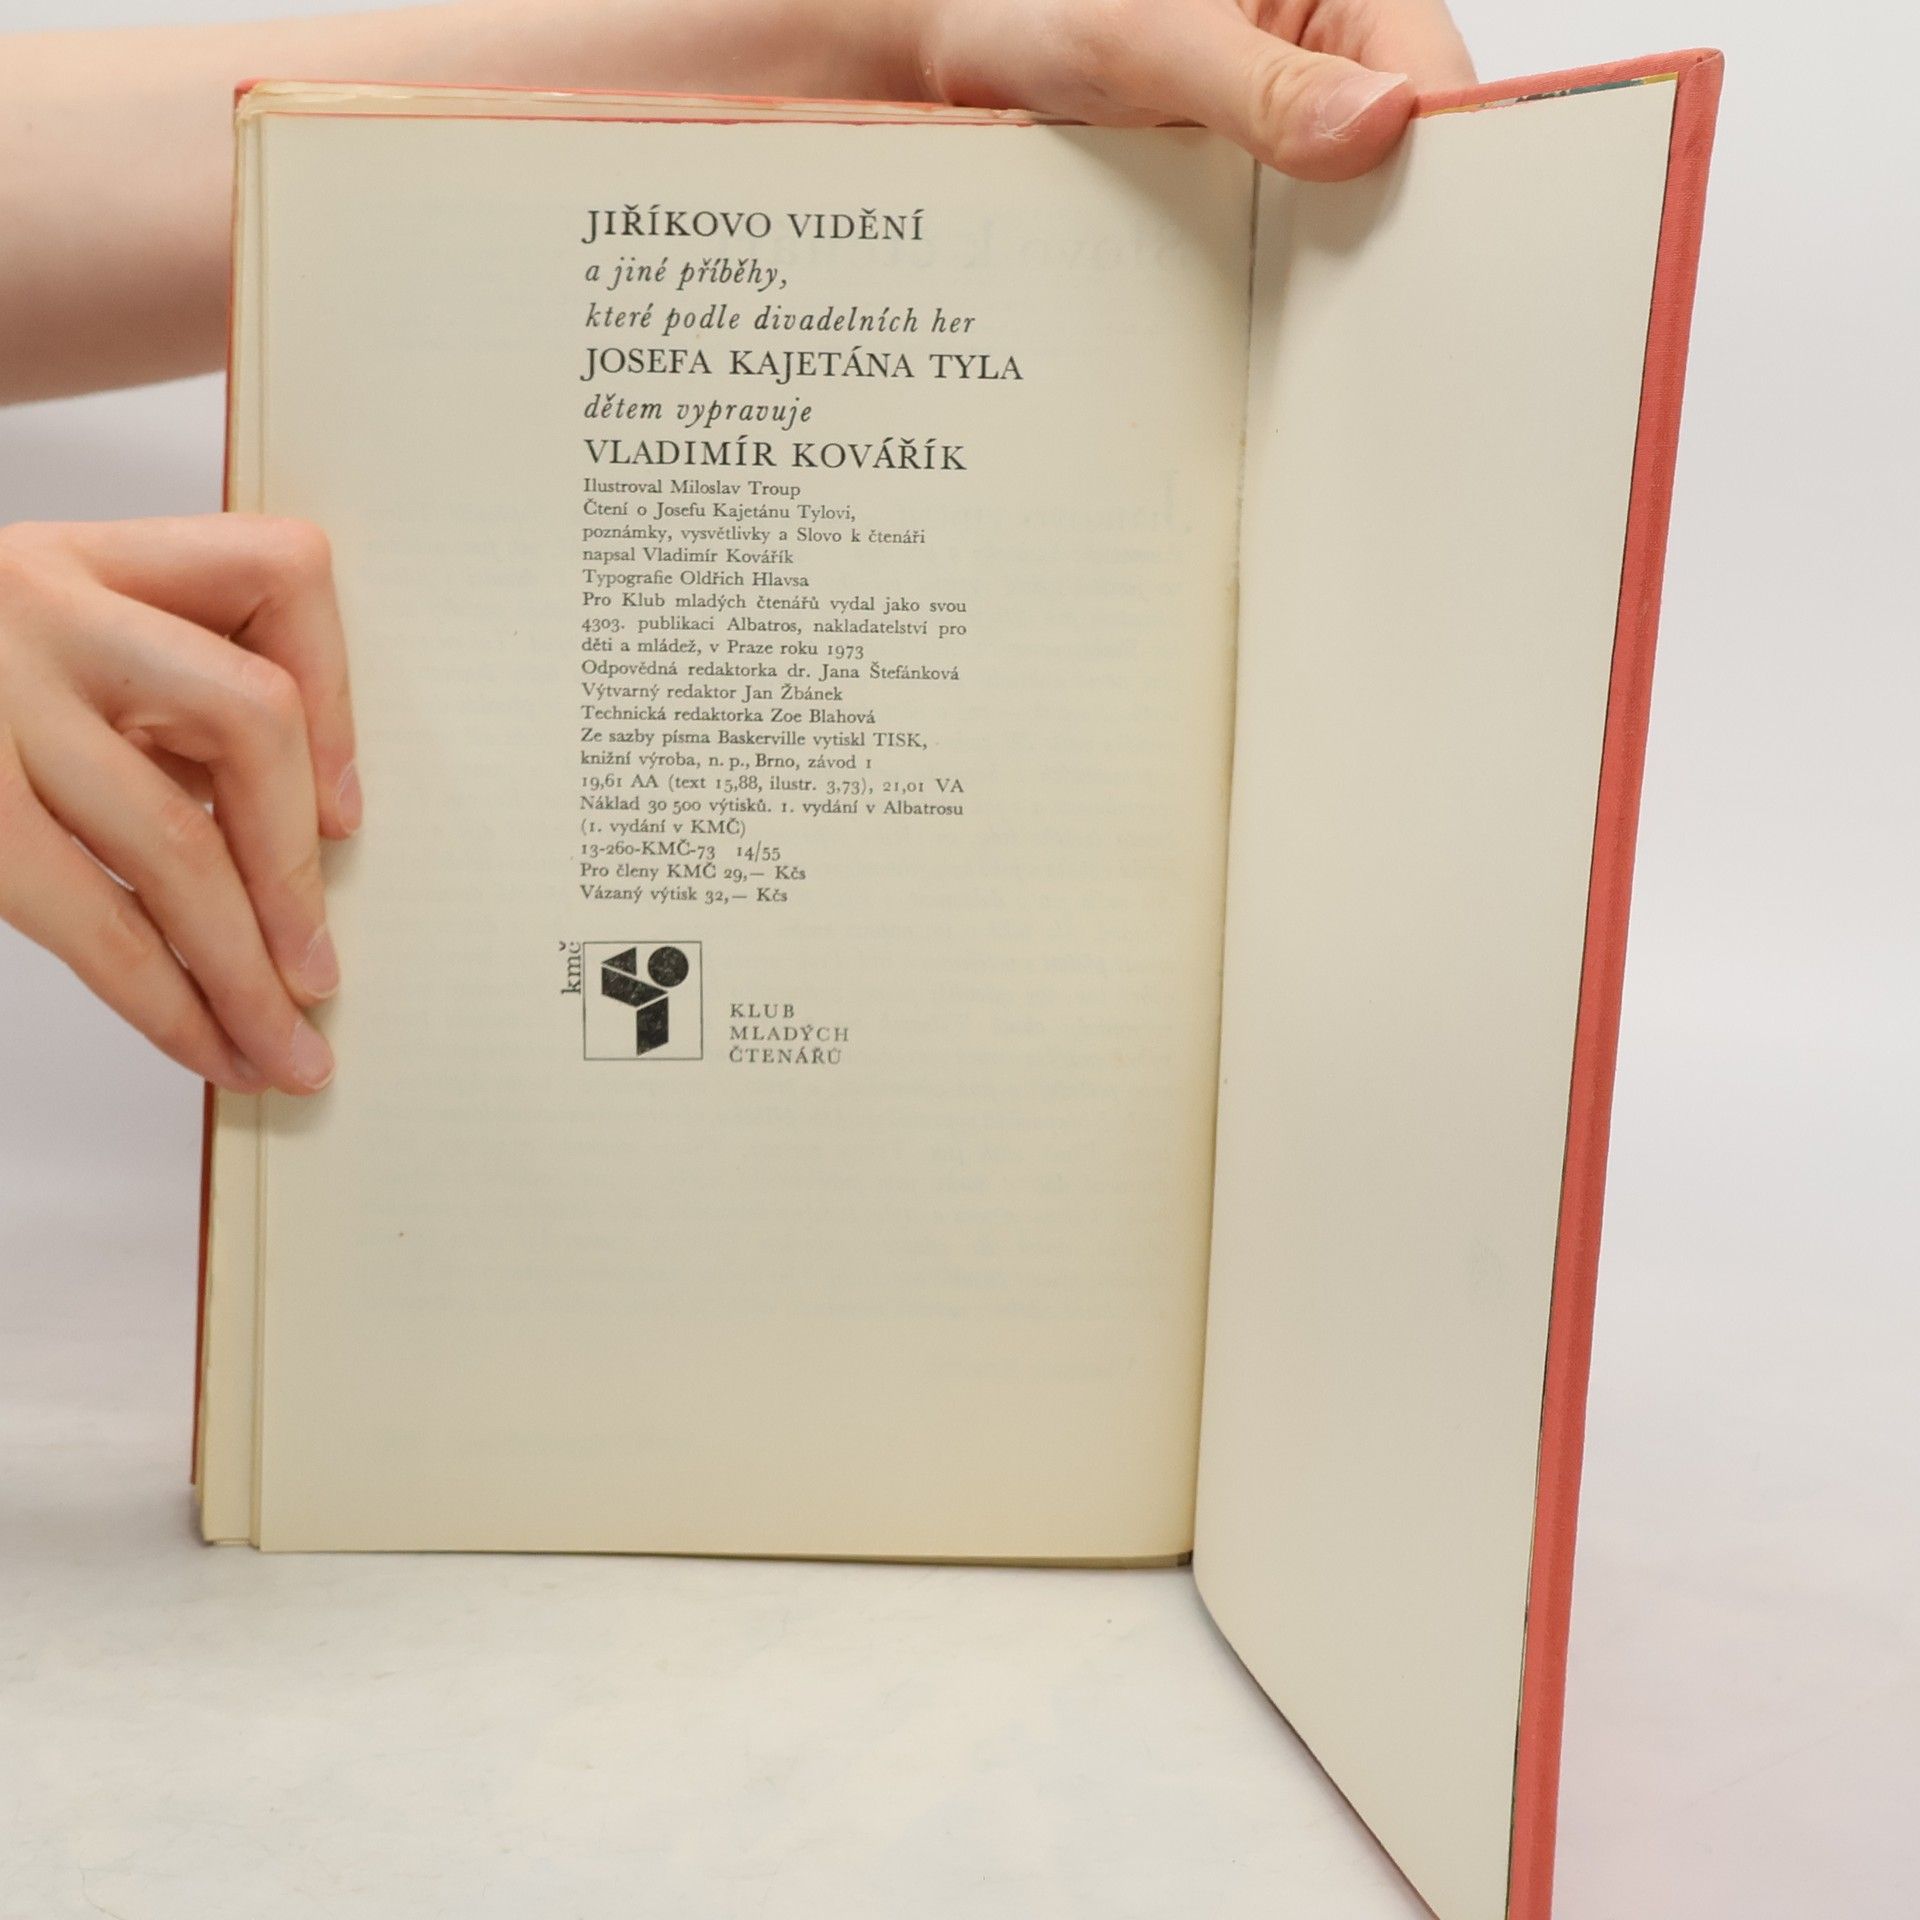 JIŘÍKOVO VIDĚNÍ
a jiné příběhy,
které podle divadelních her
JOSEFA KAJETÁNA TYLA
dětem vypravuje
VLADIMÍR KOVÁŘÍK
Ilustroval Miloslav Troup
Čtení o Josefu Kajetánu Tylovi,
poznámky, vysvětlivky a Slovo k čtenáři
napsal Vladimír Kovářík
Typografie Oldřich Hlavsa
Pro Klub mladých čtenářů vydal jako svou
4303. publikaci Albatros, nakladatelství pro
děti a mládež, v Praze roku 1973
Odpovědná redaktorka dr. Jana Štefánková
Výtvarný redaktor Jan Žbánek
Technická redaktorka Zoe Blahová
Ze sazby písma Baskerville vytiskl TISK,
knižní výroba, n. p., Brno, závod 1
19,61 AA (text 15,88, ilustr. 3,73), 21,01 VA
Náklad 30 500 výtisků. 1. vydání v Albatrosu
(1. vydání v KMČ)
13-260-KMČ-73 14/55
Pro členy KMČ 29,— Kčs
Vázaný výtisk 32,— Kčs
kmč
KLUB
MLADÝCH
ČTENÁŘŮ